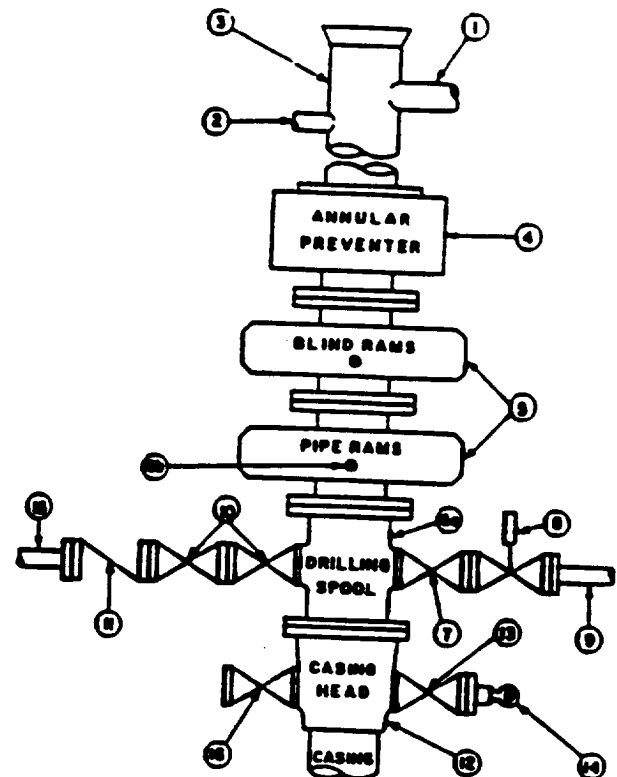 3
1
2
ANNULAR
PREVENTER
4
BLIND RAMS
5
PIPE RAMS
10
8
DRILLING
SPOOL
11
7
9
13
CASING
HEAD
12
14
CASING